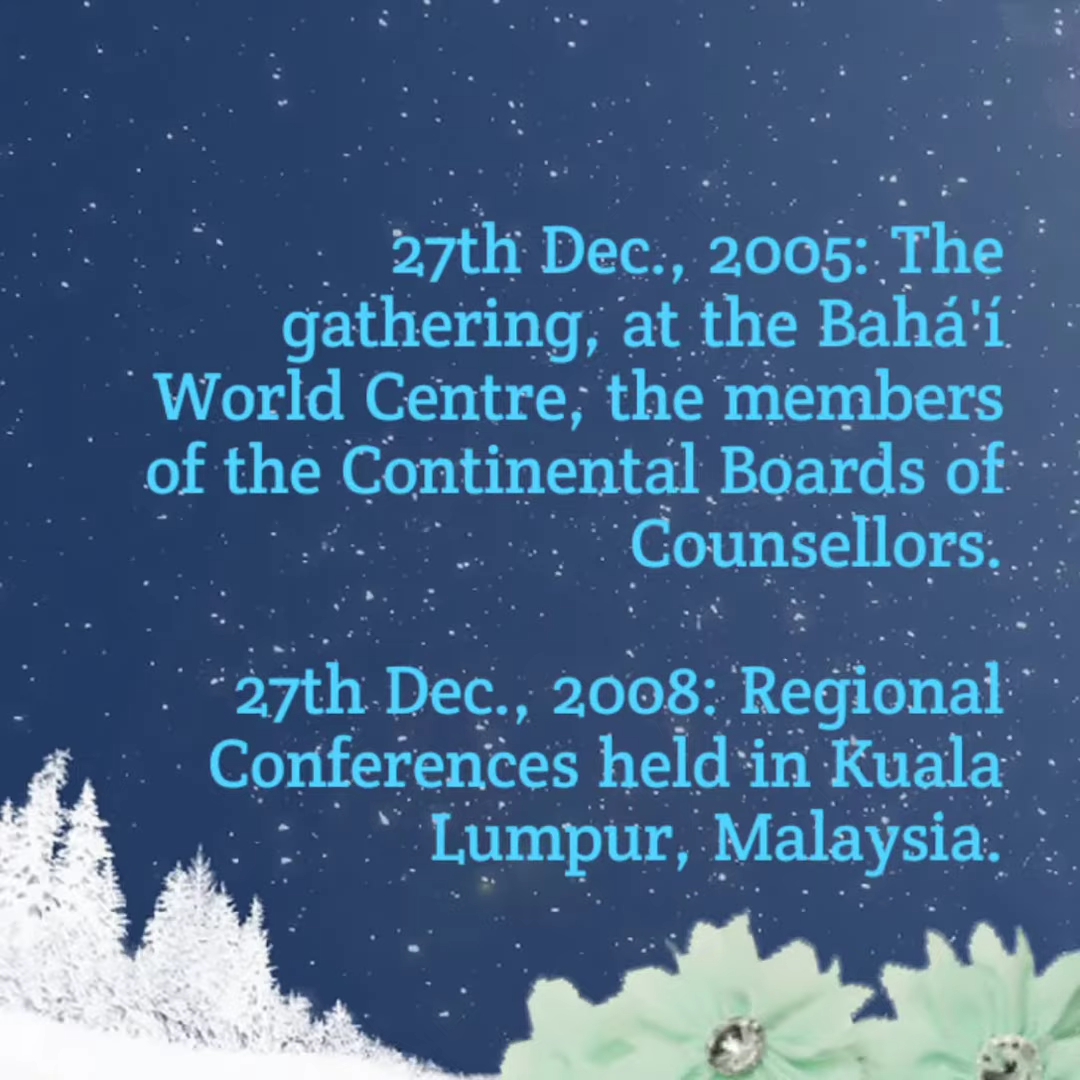 27th Dec., 2005: The
gathering, at the Bahá'í
World Centre, the members
of the Continental Boards of
Counsellors.
27th Dec., 2008: Regional
Conferences held in Kuala
Lumpur, Malaysia.